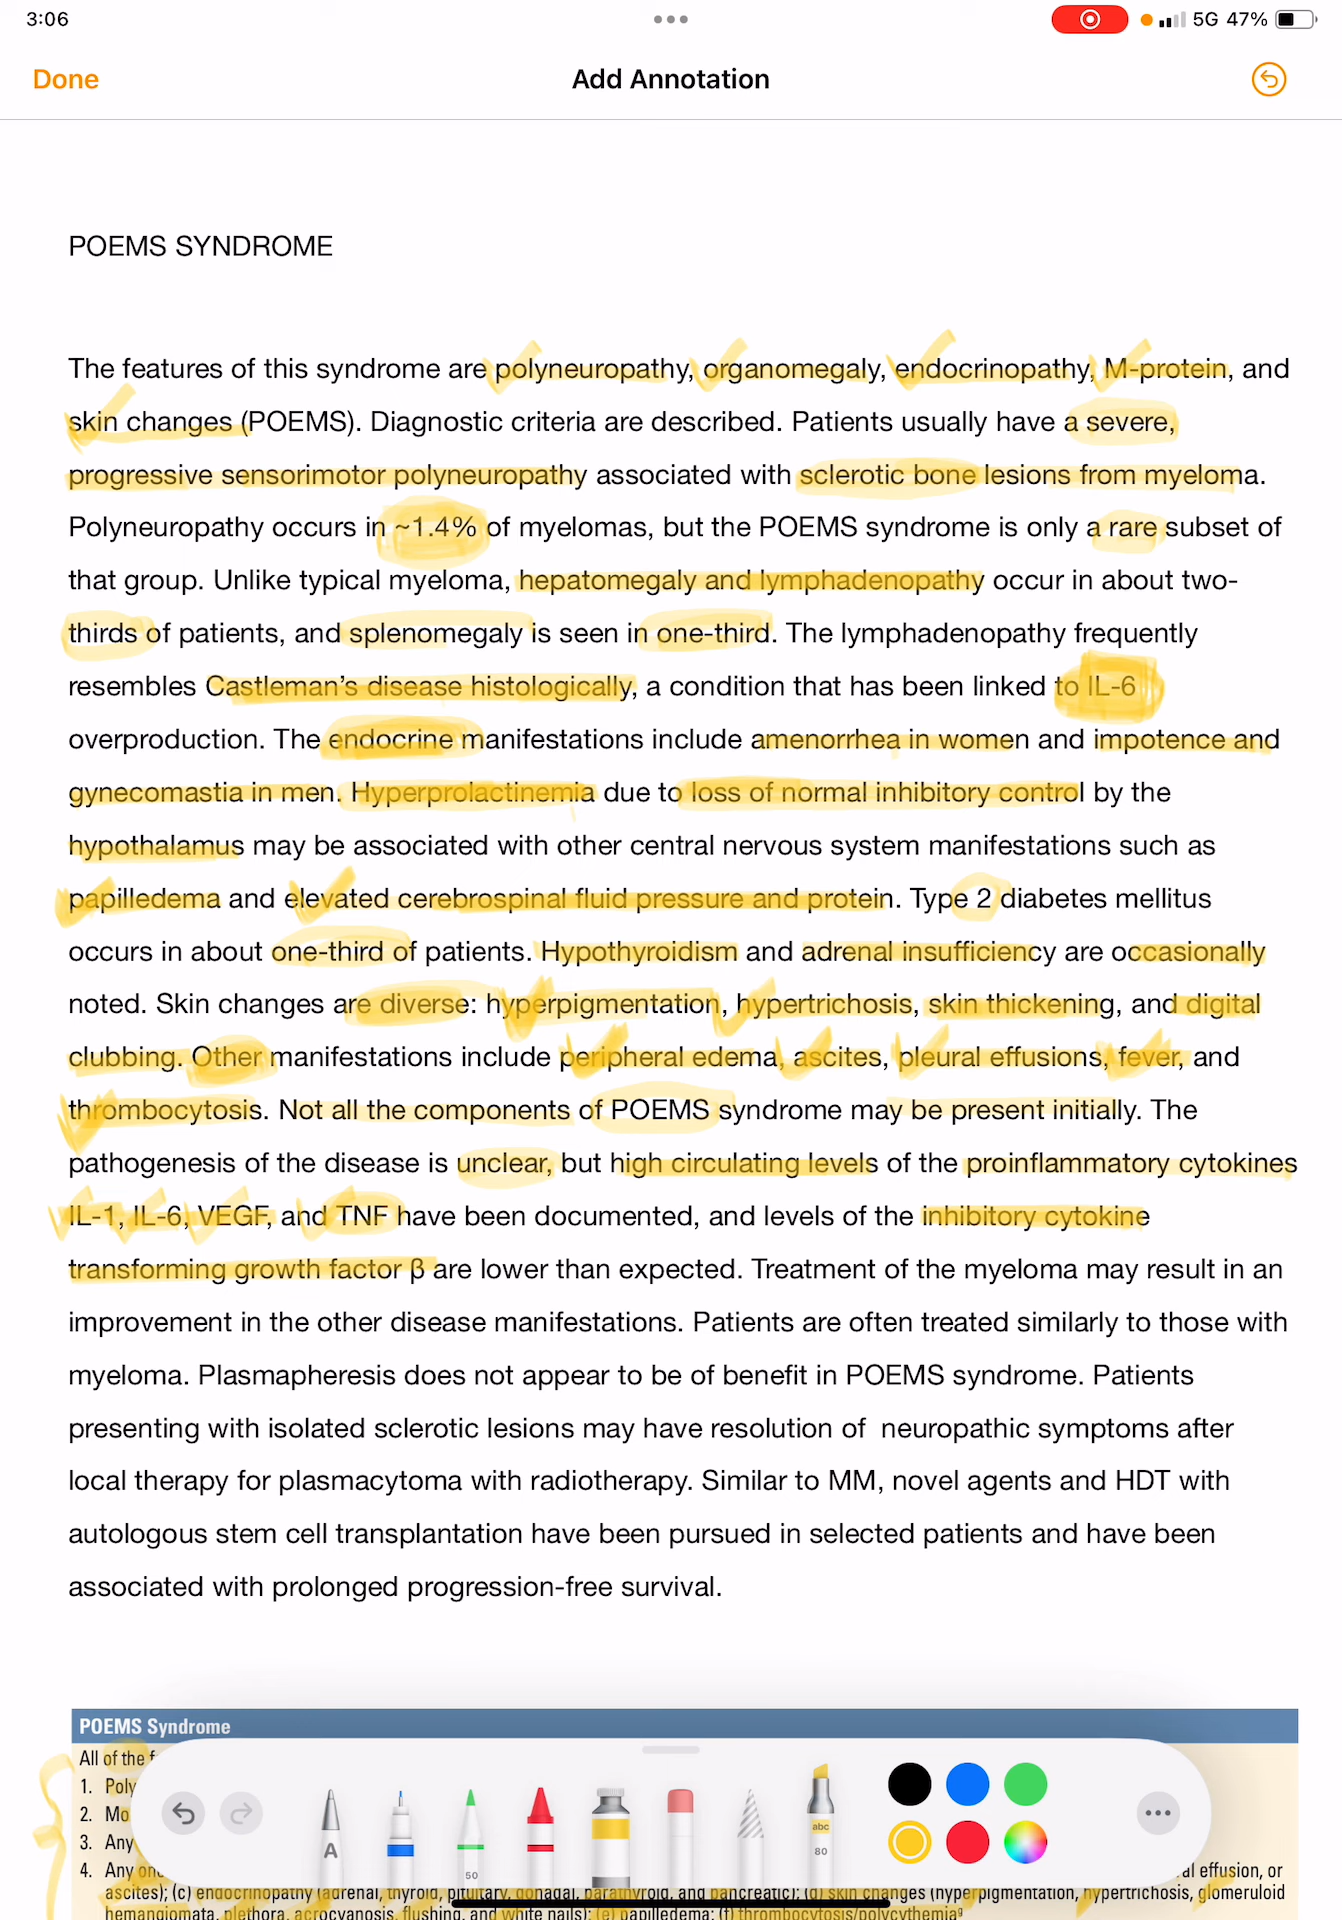 3:06
5G 47%
Done
Add Annotation
POEMS SYNDROME
The features of this syndrome are polyneuropathy, organomegaly, endocrinopathy, M-protein, and
skin changes (POEMS). Diagnostic criteria are described. Patients usually have a severe,
progressive sensorimotor polyneuropathy associated with sclerotic bone lesions from myeloma.
Polyneuropathy occurs in ~1.4% of myelomas, but the POEMS syndrome is only a rare subset of
that group. Unlike typical myeloma, hepatomegaly and lymphadenopathy occur in about two-
thirds of patients, and splenomegaly is seen in one-third. The lymphadenopathy frequently
resembles Castleman’s disease histologically, a condition that has been linked to IL-6
overproduction. The endocrine manifestations include amenorrhea in women and impotence and
gynecomastia in men. Hyperprolactinemia due to loss of normal inhibitory control by the
hypothalamus may be associated with other central nervous system manifestations such as
papilledema and elevated cerebrospinal fluid pressure and protein. Type 2 diabetes mellitus
occurs in about one-third of patients. Hypothyroidism and adrenal insufficiency are occasionally
noted. Skin changes are diverse: hyperpigmentation, hypertrichosis, skin thickening, and digital
clubbing. Other manifestations include peripheral edema, ascites, pleural effusions, fever, and
thrombocytosis. Not all the components of POEMS syndrome may be present initially. The
pathogenesis of the disease is unclear, but high circulating levels of the proinflammatory cytokines
IL-1, IL-6, VEGF, and TNF have been documented, and levels of the inhibitory cytokine
transforming growth factor β are lower than expected. Treatment of the myeloma may result in an
improvement in the other disease manifestations. Patients are often treated similarly to those with
myeloma. Plasmapheresis does not appear to be of benefit in POEMS syndrome. Patients
presenting with isolated sclerotic lesions may have resolution of neuropathic symptoms after
local therapy for plasmacytoma with radiotherapy. Similar to MM, novel agents and HDT with
autologous stem cell transplantation have been pursued in selected patients and have been
associated with prolonged progression-free survival.
POEMS Syndrome
All of the f
1. Poly
2. Mo
3. Any
4. Any one al effusion, or
ascites); (c) endocrinopathy (adrenal, thyroid, pituitary, gonadal, parathyroid, and pancreatic); (d) skin changes (hyperpigmentation, hypertrichosis, glomeruloid
hemangiomata, plethora, acrocyanosis, flushing, and white nails); (e) papilledema; (f) thrombocytosis/polycythemia
A
50
abc
80